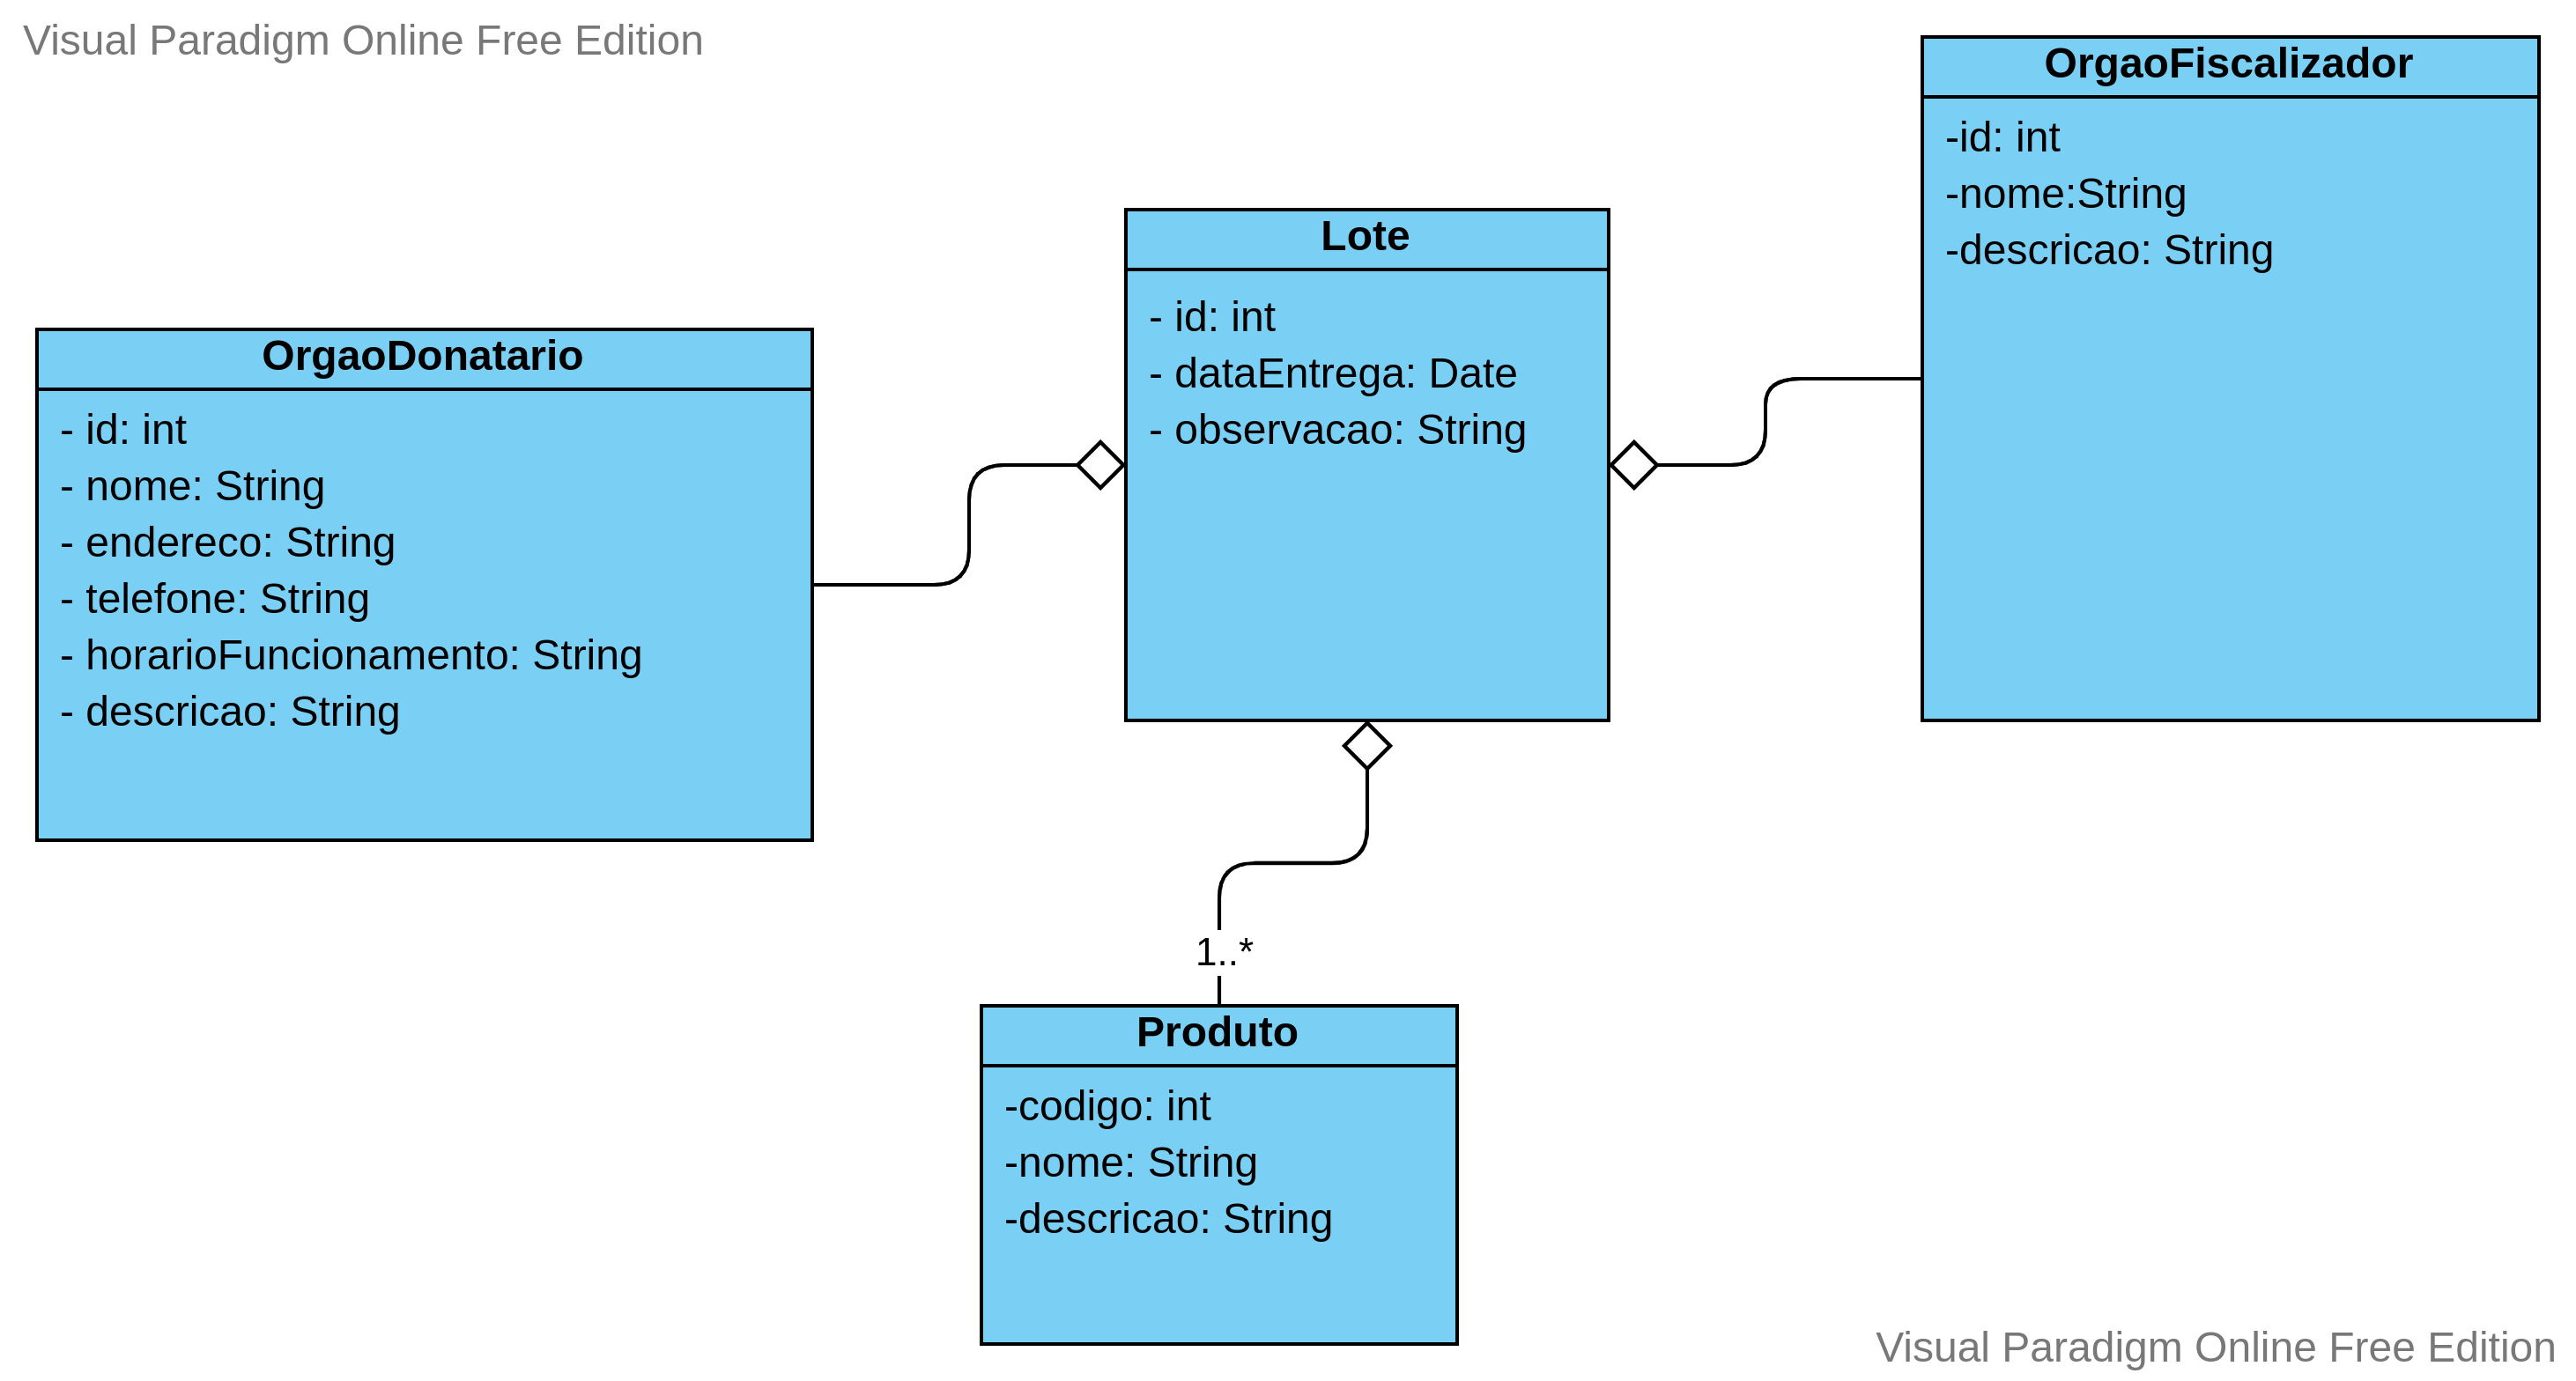 Visual Paradigm Online Free Edition
OrgaoDonatario
- id: int
- nome: String
- endereco: String
- telefone: String
- horarioFuncionamento: String
- descricao: String
Lote
- id: int
- dataEntrega: Date
- observacao: String
OrgaoFiscalizador
-id: int
-nome:String
-descricao: String
1..*
Produto
-codigo: int
-nome: String
-descricao: String
Visual Paradigm Online Free Edition